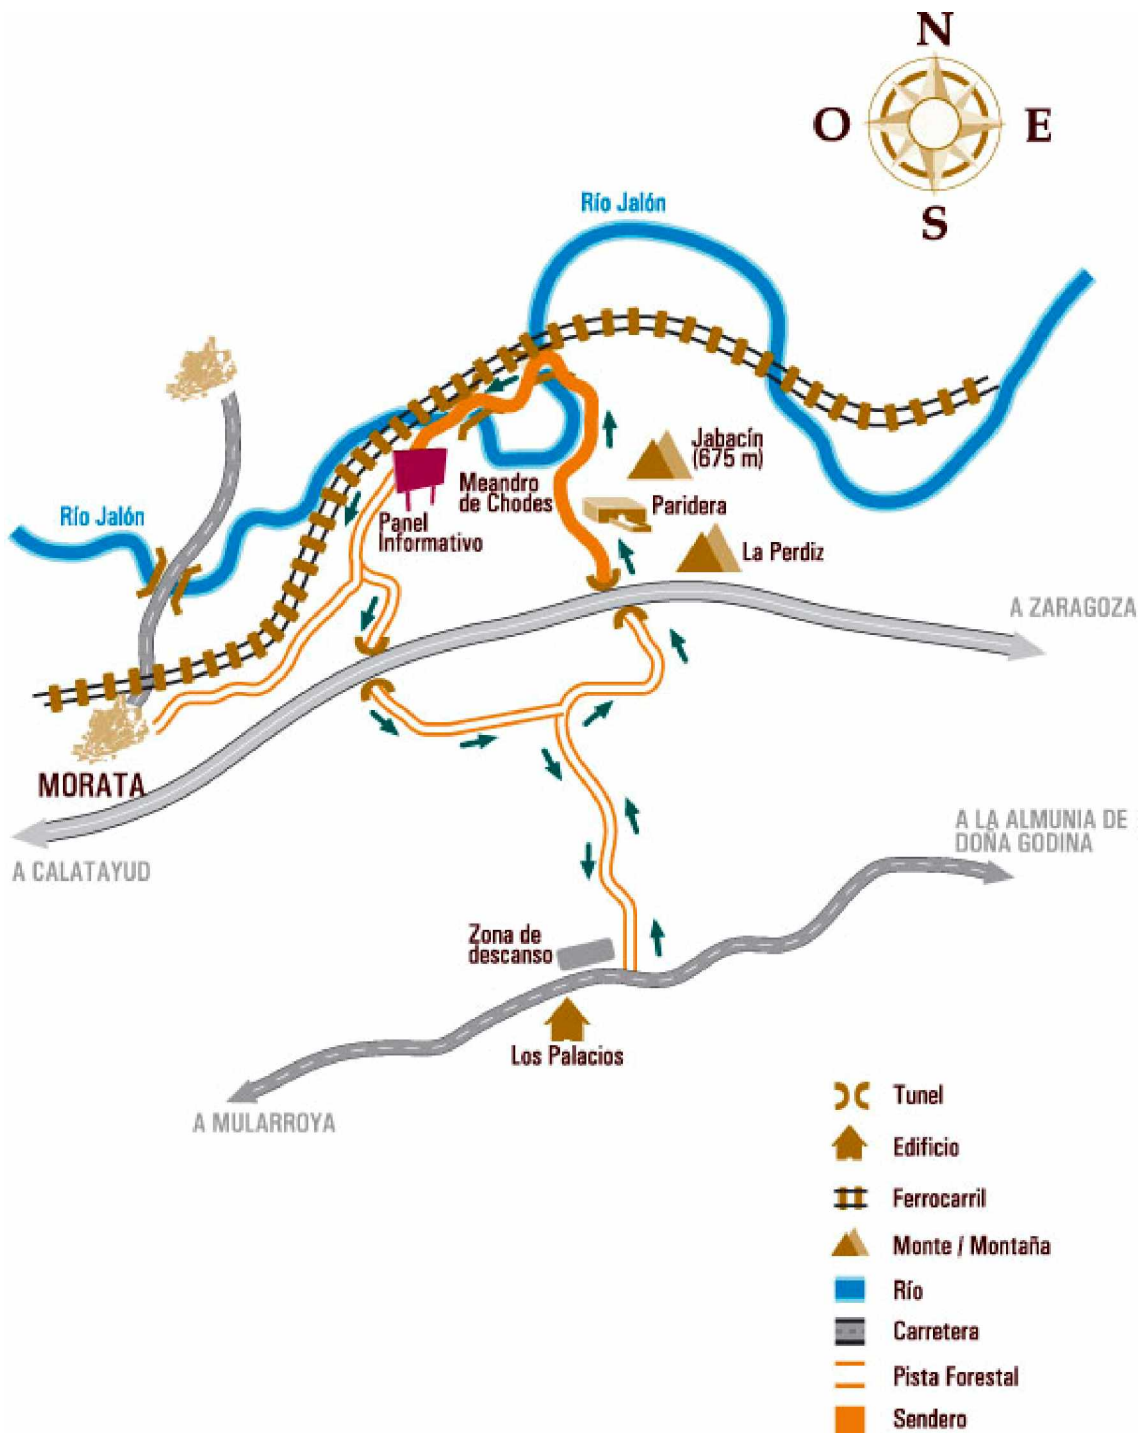 N
O
E
S
Río Jalón
Jabacín
(675 m)
Meandro
de Chodes
Paridera
Río Jalón
Panel
Informativo
La Perdiz
A ZARAGOZA
MORATA
A CALATAYUD
A LA ALMUNIA DE
DOÑA GODINA
Zona de
descanso
Los Palacios
A MULARROYA
Tunel
Edificio
Ferrocarril
Monte / Montaña
Río
Carretera
Pista Forestal
Sendero